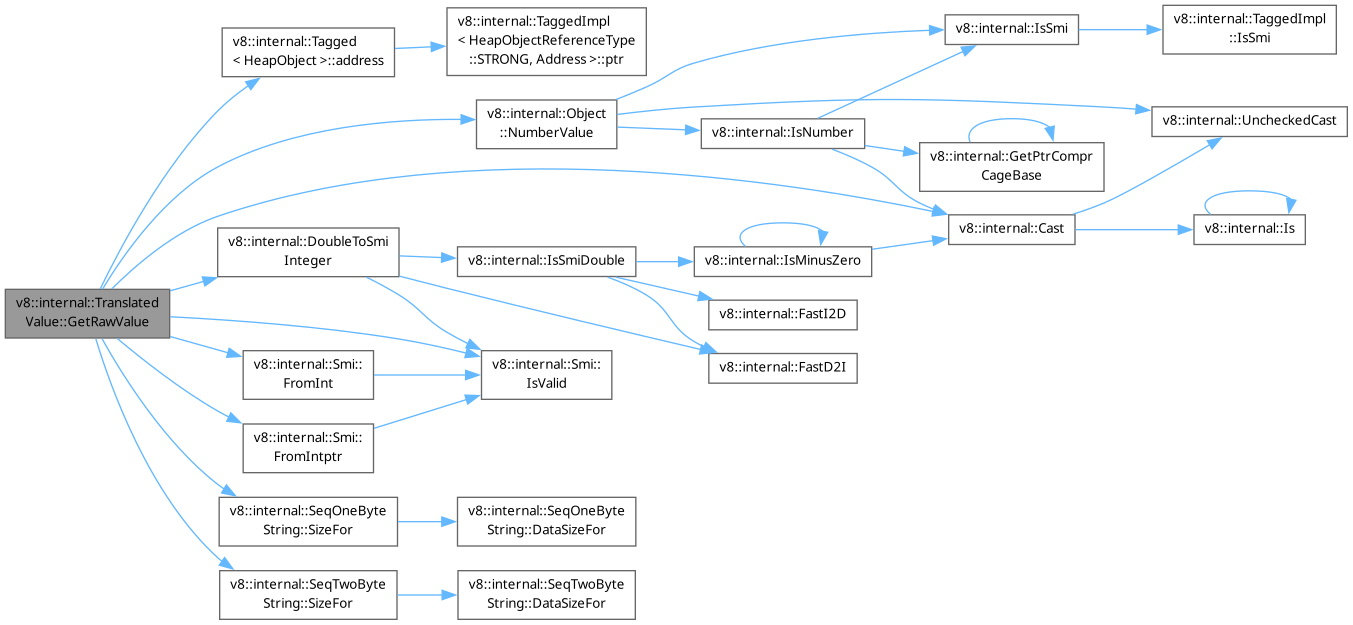 v8::internal::Translated
Value::GetRawValue
v8::internal::Tagged
< HeapObject >::address
v8::internal::TaggedImpl
< HeapObjectReferenceType
::STRONG, Address >::ptr
v8::internal::Object
::NumberValue
v8::internal::IsNumber
v8::internal::IsSmi
v8::internal::TaggedImpl
::IsSmi
v8::internal::UncheckedCast
v8::internal::GetPtrCompr
CageBase
v8::internal::Cast
v8::internal::Is
v8::internal::DoubleToSmi
Integer
v8::internal::IsSmiDouble
v8::internal::IsMinusZero
v8::internal::FastI2D
v8::internal::FastD2I
v8::internal::Smi::
IsValid
v8::internal::Smi::
FromInt
v8::internal::Smi::
FromIntptr
v8::internal::SeqOneByte
String::SizeFor
v8::internal::SeqOneByte
String::DataSizeFor
v8::internal::SeqTwoByte
String::SizeFor
v8::internal::SeqTwoByte
String::DataSizeFor